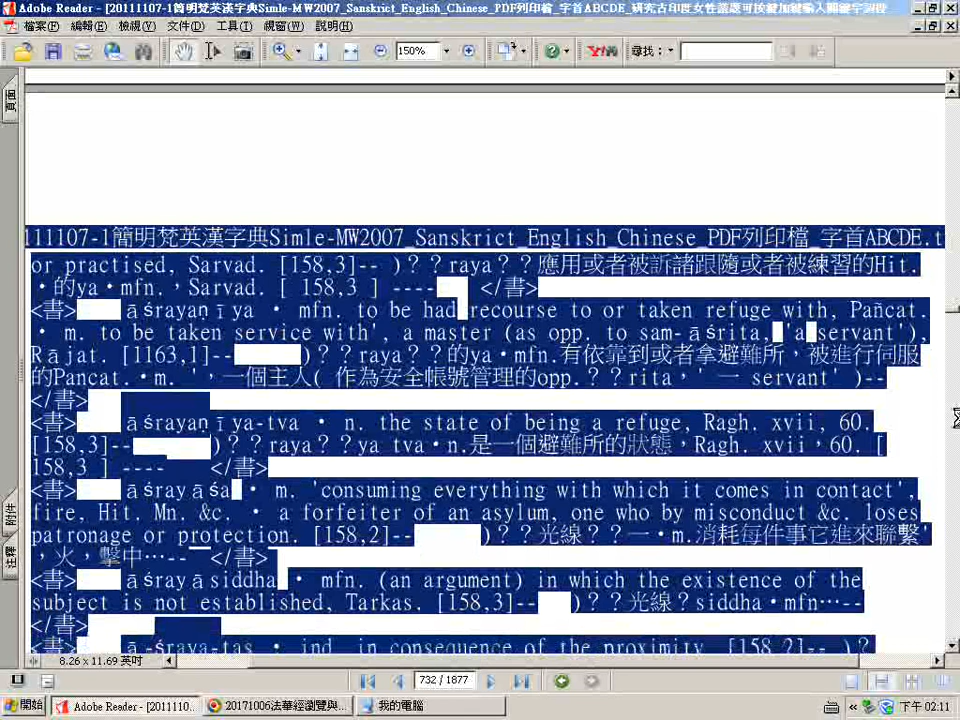 Adobe Reader - [20111107-1簡明梵英漢字典Simle-MW2007_Sanskrict_English_Chinese_PDF列印檔_字首ABCDE_研究古印度女性議題可按
檔案(F) 編輯(E) 檢視(V) 文件(D) 工具(T) 視窗(W) 說明(H)
150% 尋找:
頁面
111107-1簡明梵英漢字典Simle-MW2007_Sanskrict_English_Chinese_PDF列印檔_字首ABCDE.t
or practised, Sarvad. [158,3]-- )？？raya？？應用或者被訴諸跟隨或者被練習的Hit.
‧的ya‧mfn.，Sarvad. [ 158,3 ] ---- </書>
<書> āśrayaṇīya ‧ mfn. to be had recourse to or taken refuge with, Pañcat.
‧ m. to be taken service with', a master (as opp. to sam-āśrita, 'a servant'),
Rājat. [1163,1]-- )？？raya？？的ya‧mfn.有依靠到或者拿避難所，被進行伺服
的Pancat.‧m. '，一個主人( 作為安全帳號管理的opp.？？rita，' 一 servant' )--
</書>
<書> āśrayaṇīya-tva ‧ n. the state of being a refuge, Ragh. xvii, 60.
[158,3]-- )？？raya？？ya tva‧n.是一個避難所的狀態，Ragh. xvii，60. [
158,3 ] ---- </書>
<書> āśrayāśa ‧ m. 'consuming everything with which it comes in contact',
fire, Hit. Mn. &c. ‧ a forfeiter of an asylum, one who by misconduct &c. loses
patronage or protection. [158,2]-- )？？光線？？一‧m.消耗每件事它進來聯繫'
，火，擊中…-- </書>
<書> āśrayāsiddha ‧ mfn. (an argument) in which the existence of the
subject is not established, Tarkas. [158,3]-- )？？光線？siddha‧mfn…--
</書>
<書> ā-śraya-tas ‧ ind. in consequence of the proximity. [158,2]-- )？
附件
注釋
8.26 x 11.69 英吋
732 / 1877
開始 Adobe Reader - [2011110... 20171006法華經瀏覽與... 我的電腦 下午 02:11